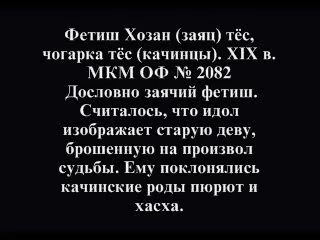 Фетиш Хозан (заяц) тёс,
чогарка тёс (качинцы). XIX в.
МКМ ОФ № 2082
Дословно заячий фетиш.
Считалось, что идол
изображает старую деву,
брошенную на произвол
судьбы. Ему поклонялись
качинские роды пюрют и
хасха.